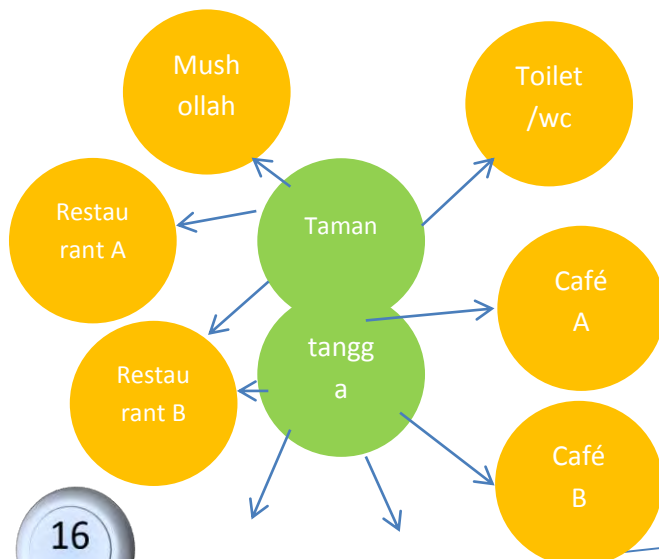 Mush
ollah
Toilet
/wc
Restau
rant A
Taman
Café
A
tangg
a
Restau
rant B
Café
B
16